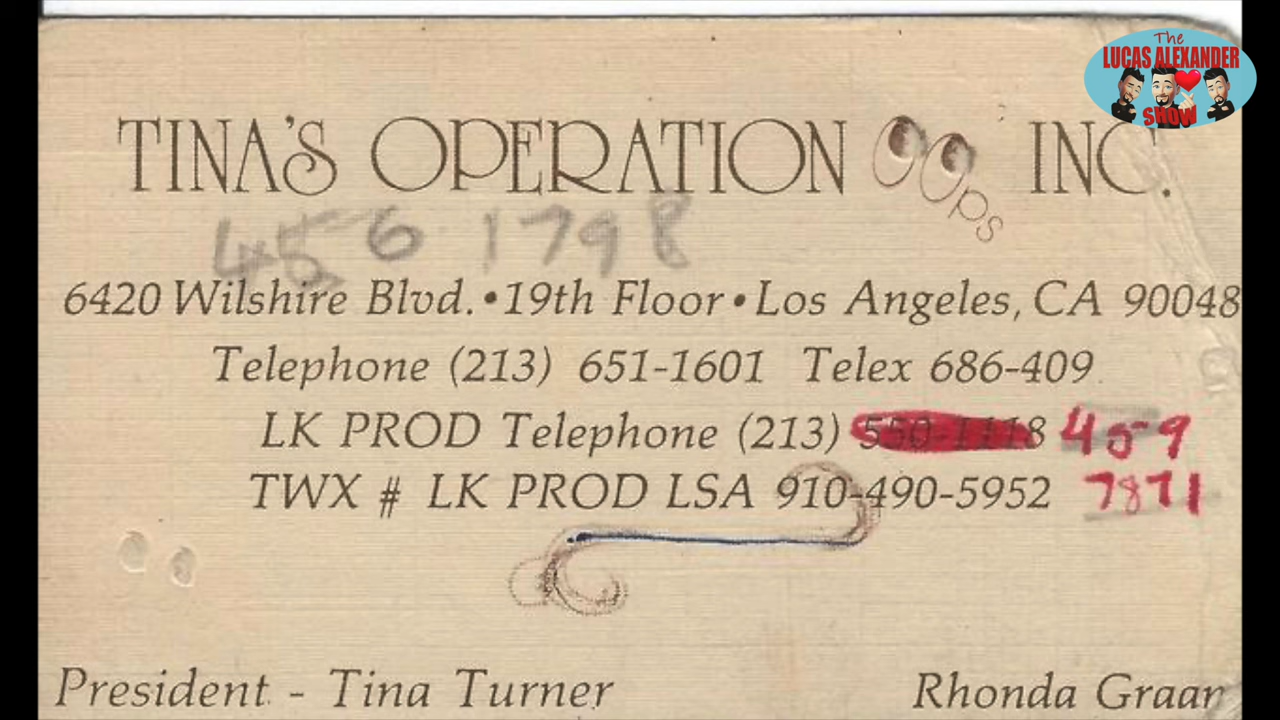 The
LUCAS ALEXANDER
SHOW
TINA'S OPERATION OOps INC.
456 1798
6420 Wilshire Blvd. • 19th Floor • Los Angeles, CA 90048
Telephone (213) 651-1601 Telex 686-409
LK PROD Telephone (213) 550-1118 459
TWX # LK PROD LSA 910-490-5952 7871
President - Tina Turner
Rhonda Graam